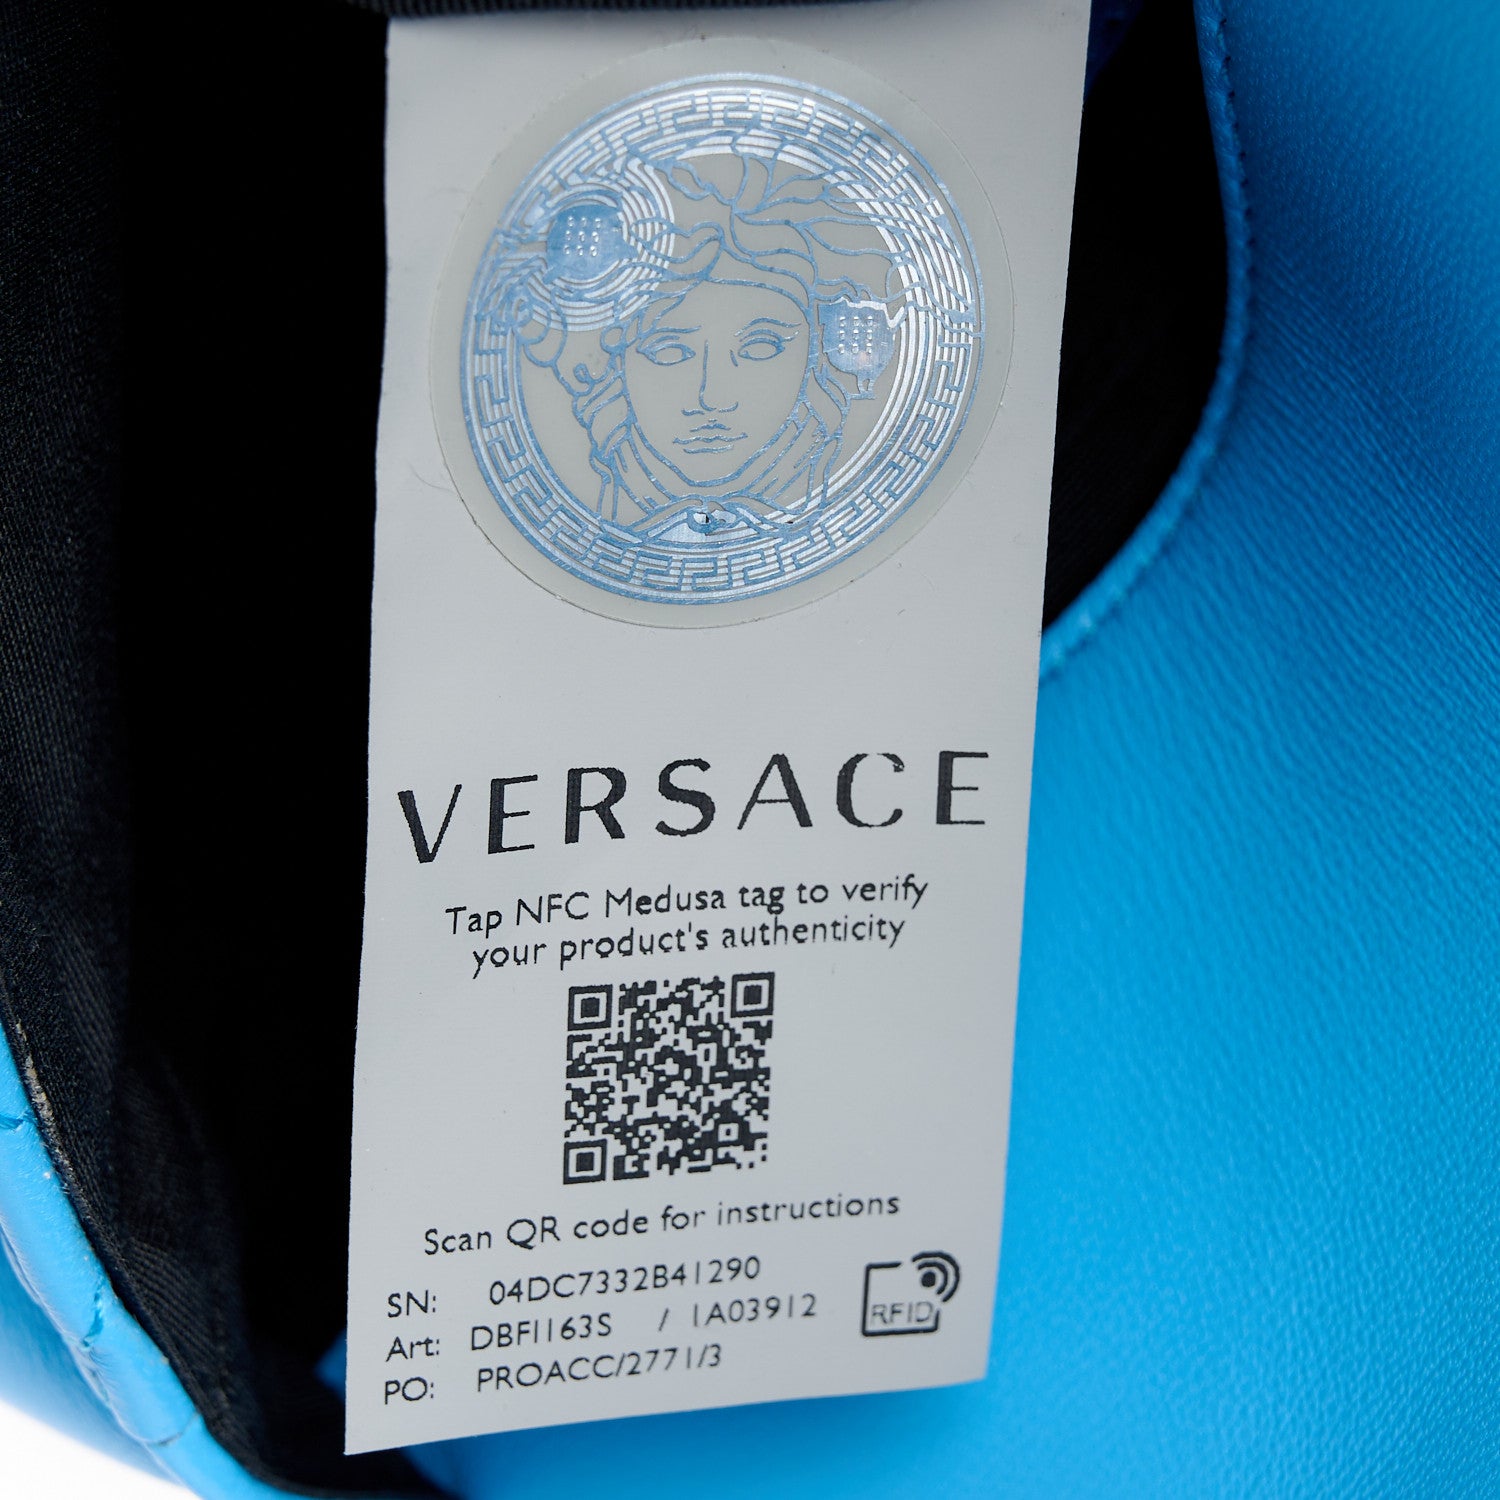 VERSACE
Tap NFC Medusa tag to verify
your product's authenticity
Scan QR code for instructions
SN: 04DC7332B41290
Art: DBFI163S / 1A03912
PO: PROACC/2771/3
RFID